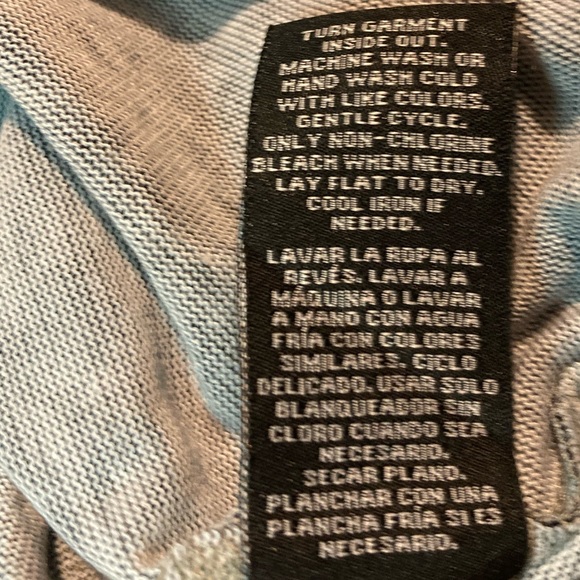 TURN GARMENT
INSIDE OUT.
MACHINE WASH OR
HAND WASH COLD
WITH LIKE COLORS.
GENTLE CYCLE.
ONLY NON-CHLORINE
BLEACH WHEN NEEDED.
LAY FLAT TO DRY.
COOL IRON IF
NEEDED.
LAVAR LA ROPA AL
REVÉS. LAVAR A
MÁQUINA O LAVAR
A MANO CON AGUA
FRÍA CON COLORES
SIMILARES. CICLO
DELICADO. USAR SOLO
BLANQUEADOR SIN
CLORO CUANDO SEA
NECESARIO.
SECAR PLANO.
PLANCHAR CON UNA
PLANCHA FRÍA SI ES
NECESARIO.